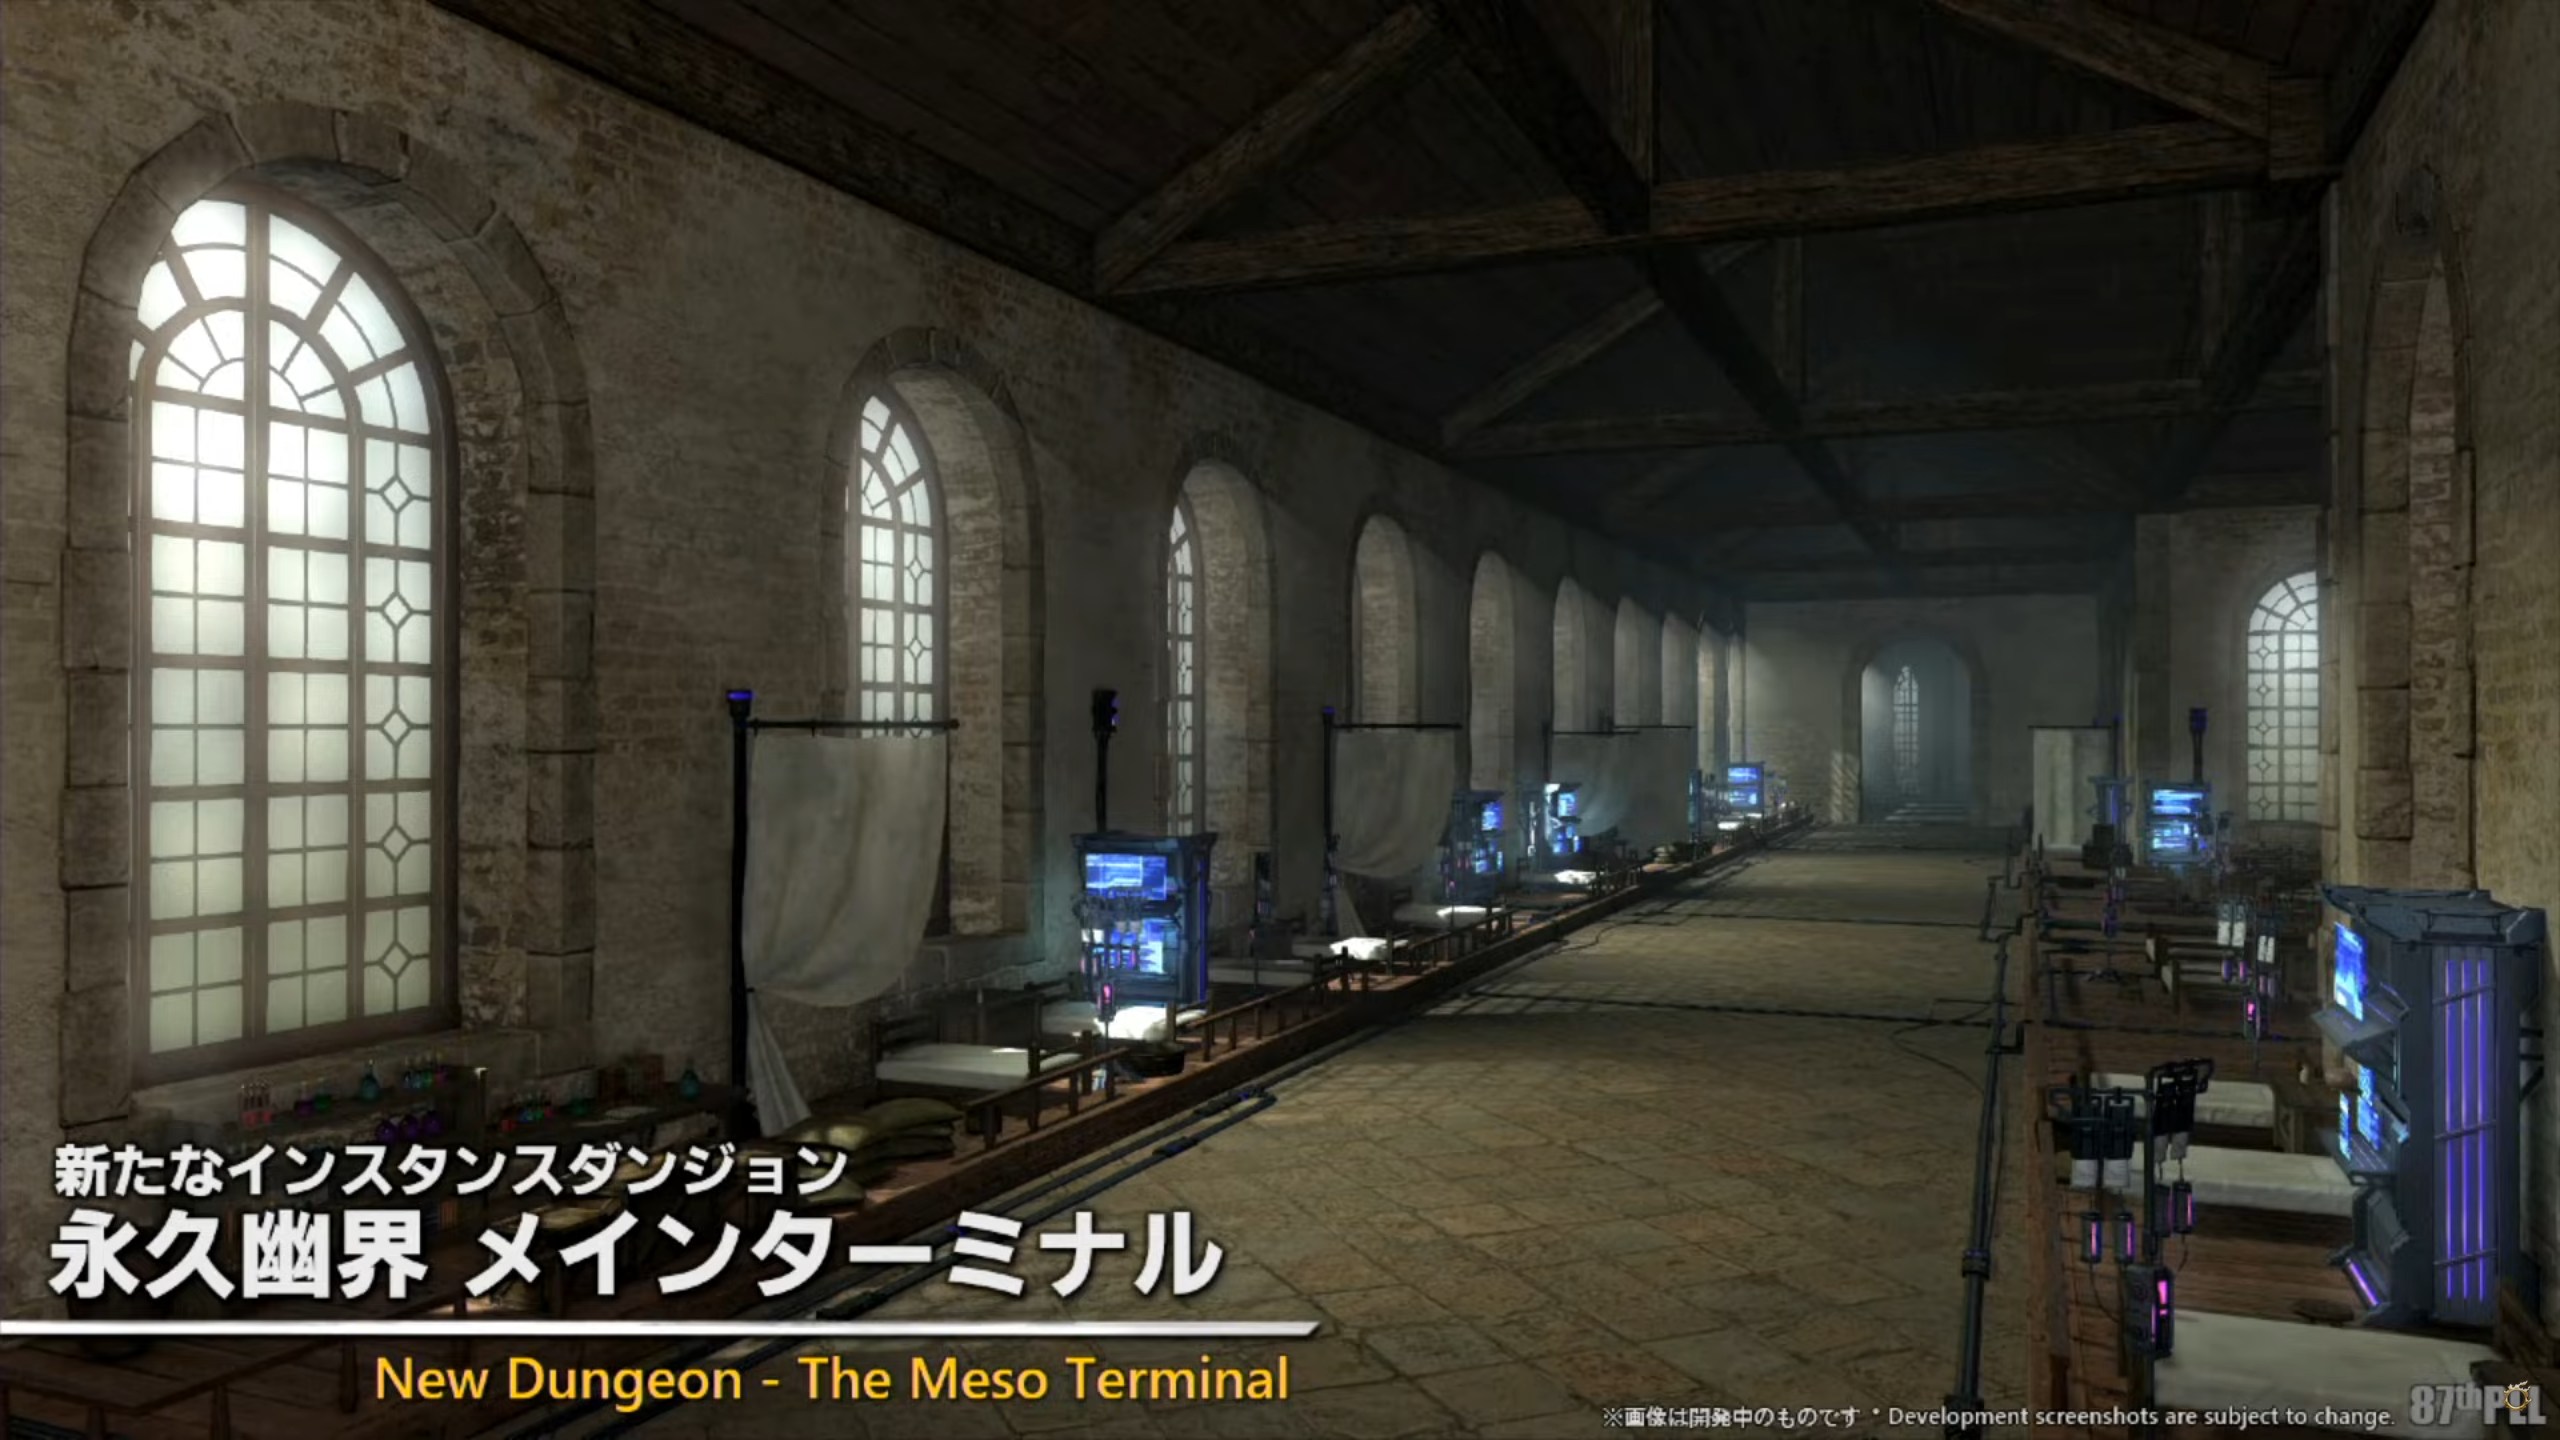 新たなインスタンスダンジョン
永久幽界 メインターミナル
New Dungeon - The Meso Terminal
※画像は開発中のものです * Development screenshots are subject to change.
87thPLL